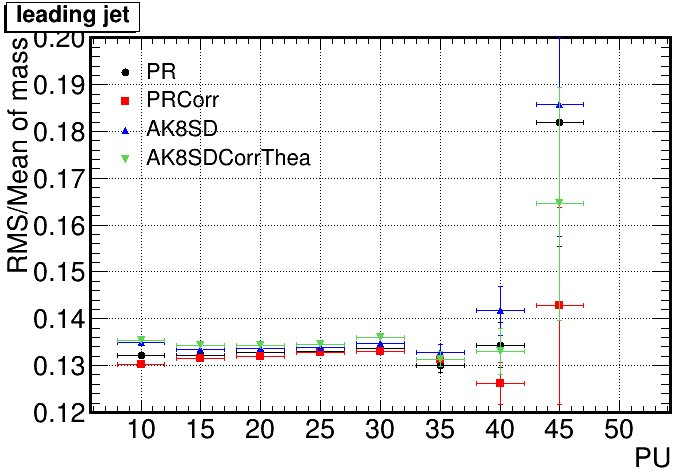 leading jet
RMS/Mean of mass
0.20
0.19
0.18
0.17
0.16
0.15
0.14
0.13
0.12
PR
PRCorr
AK8SD
AK8SDCorrThea
10 15 20 25 30 35 40 45 50
PU